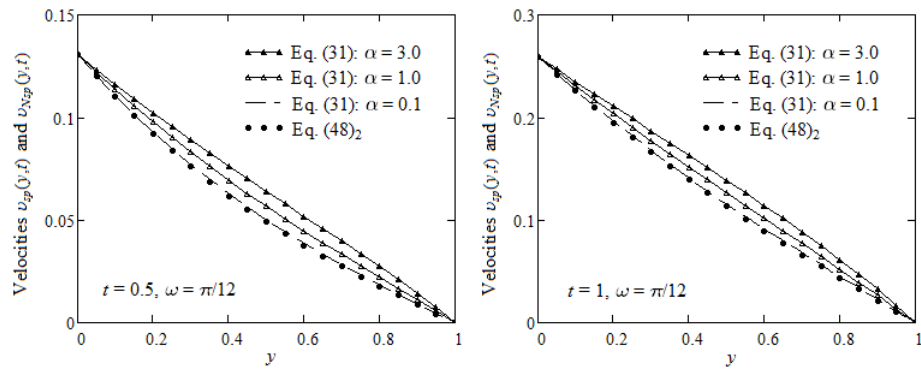 Velocities υsp(y,t) and υNsp(y,t)
0.15
0.1
0.05
0
Eq. (31): α = 3.0
Eq. (31): α = 1.0
Eq. (31): α = 0.1
Eq. (48)2
t = 0.5, ω = π/12
0 0.2 0.4 0.6 0.8 1
y
Velocities υsp(y,t) and υNsp(y,t)
0.3
0.2
0.1
0
Eq. (31): α = 3.0
Eq. (31): α = 1.0
Eq. (31): α = 0.1
Eq. (48)2
t = 1, ω = π/12
0 0.2 0.4 0.6 0.8 1
y